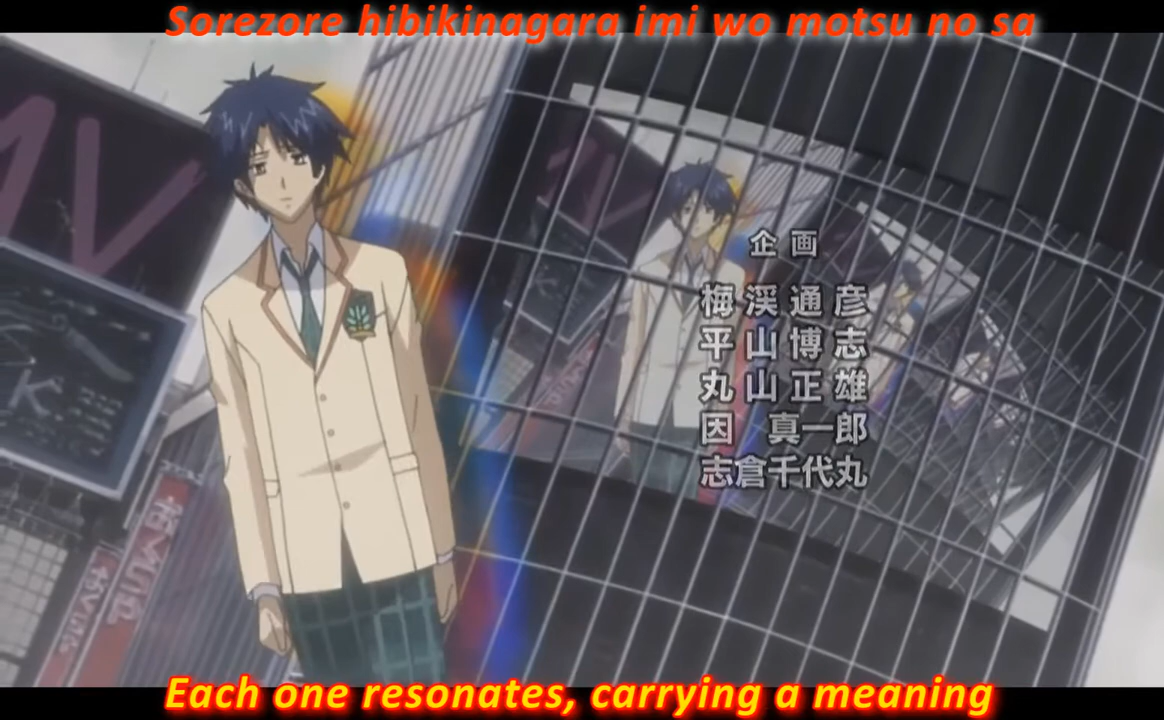 Sorezore hibikinagara imi wo motsu no sa
企画
梅渓通彦
平山博志
丸山正雄
因 真一郎
志倉千代丸
Each one resonates, carrying a meaning